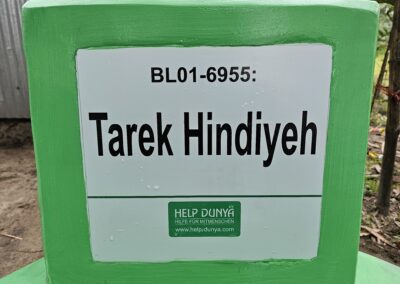 BL01-6955:
Tarek Hindiyeh
HELP DUNYA
HILFE FÜR MITMENSCHEN
www.helpdunya.com